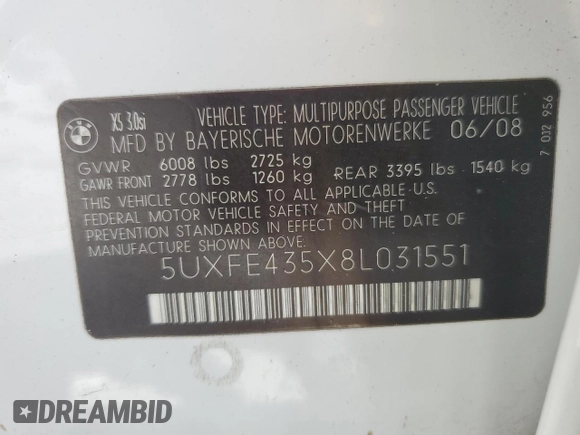 BMW
X5 3.0si
VEHICLE TYPE: MULTIPURPOSE PASSENGER VEHICLE
MFD BY BAYERISCHE MOTORENWERKE 06/08
GVWR 6008 lbs 2725 kg
GAWR FRONT 2778 lbs 1260 kg REAR 3395 lbs 1540 kg
THIS VEHICLE CONFORMS TO ALL APPLICABLE U.S.
FEDERAL MOTOR VEHICLE SAFETY AND THEFT
PREVENTION STANDARDS IN EFFECT ON THE DATE OF
MANUFACTURE SHOWN ABOVE.
5UXFE435X8L031551
7 032 956
DREAMBID